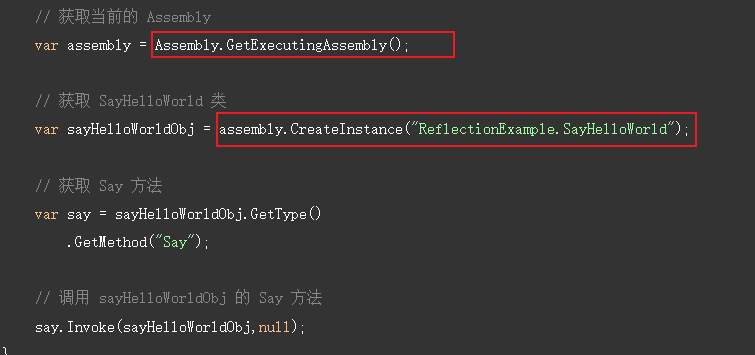 // 获取当前的 Assembly
var assembly = Assembly.GetExecutingAssembly();
// 获取 SayHelloWorld 类
var sayHelloWorldObj = assembly.CreateInstance("ReflectionExample.SayHelloWorld");
// 获取 Say 方法
var say = sayHelloWorldObj.GetType()
.GetMethod("Say");
// 调用 sayHelloWorldObj 的 Say 方法
say.Invoke(sayHelloWorldObj,null);
}